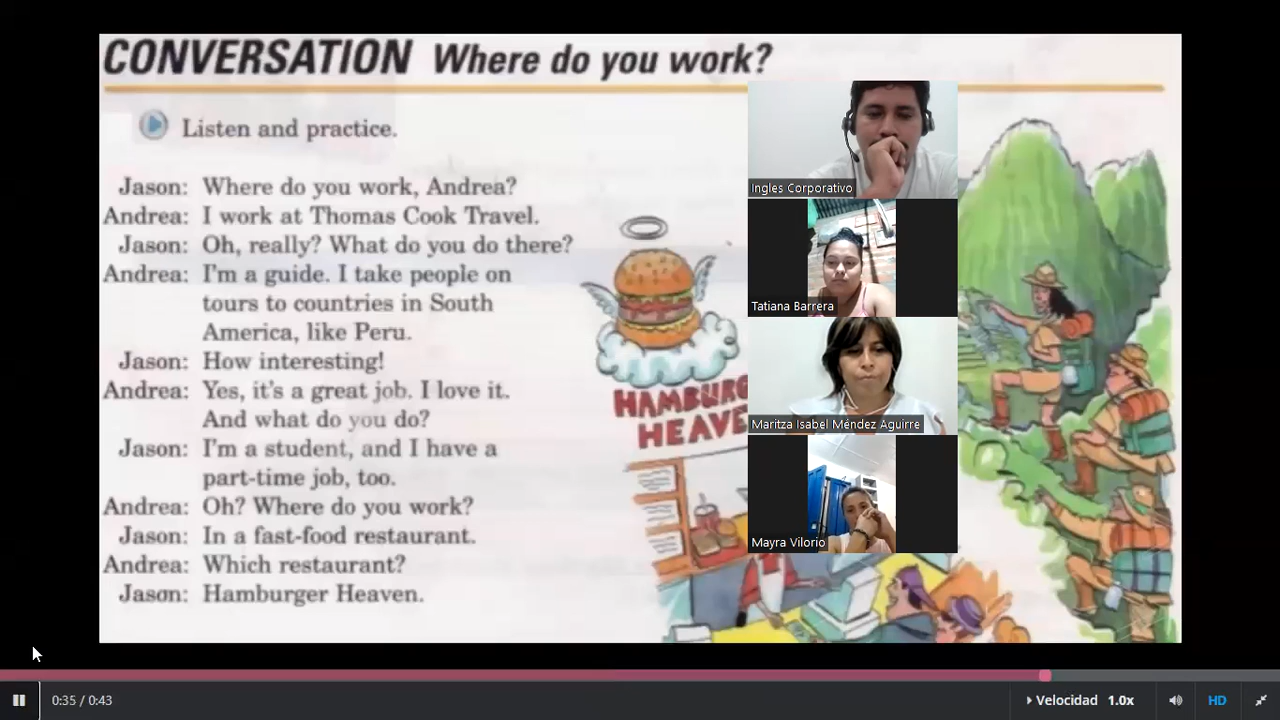 CONVERSATION Where do you work?
Listen and practice.
Jason: Where do you work, Andrea?
Andrea: I work at Thomas Cook Travel.
Jason: Oh, really? What do you do there?
Andrea: I'm a guide. I take people on
tours to countries in South
America, like Peru.
Jason: How interesting!
Andrea: Yes, it's a great job. I love it.
And what do you do?
Jason: I'm a student, and I have a
part-time job, too.
Andrea: Oh? Where do you work?
Jason: In a fast-food restaurant.
Andrea: Which restaurant?
Jason: Hamburger Heaven.
HAMBURG
HEAVE
Ingles Corporativo
Tatiana Barrera
Maritza Isabel Méndez Aguirre
Mayra Vilorio
0:35 / 0:43
Velocidad 1.0x
HD